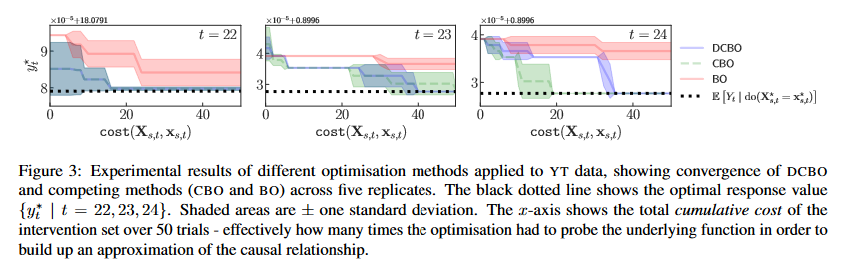 ×10⁻⁵+18.0791
t = 22
9
8
y*ₜ
0
20
40
cost(X_{s,t}, x_{s,t})
×10⁻⁵+0.8996
t = 23
4
3
0
20
40
cost(X_{s,t}, x_{s,t})
×10⁻⁵+0.8996
t = 24
4
3
0
20
40
cost(X_{s,t}, x_{s,t})
DCBO
CBO
BO
𝔼 [Yₜ | do(X*_{s,t} = x*_{s,t})]
Figure 3: Experimental results of different optimisation methods applied to YT data, showing convergence of DCBO
and competing methods (CBO and BO) across five replicates. The black dotted line shows the optimal response value
{y*ₜ | t = 22, 23, 24}. Shaded areas are ± one standard deviation. The x-axis shows the total cumulative cost of the
intervention set over 50 trials - effectively how many times the optimisation had to probe the underlying function in order to
build up an approximation of the causal relationship.